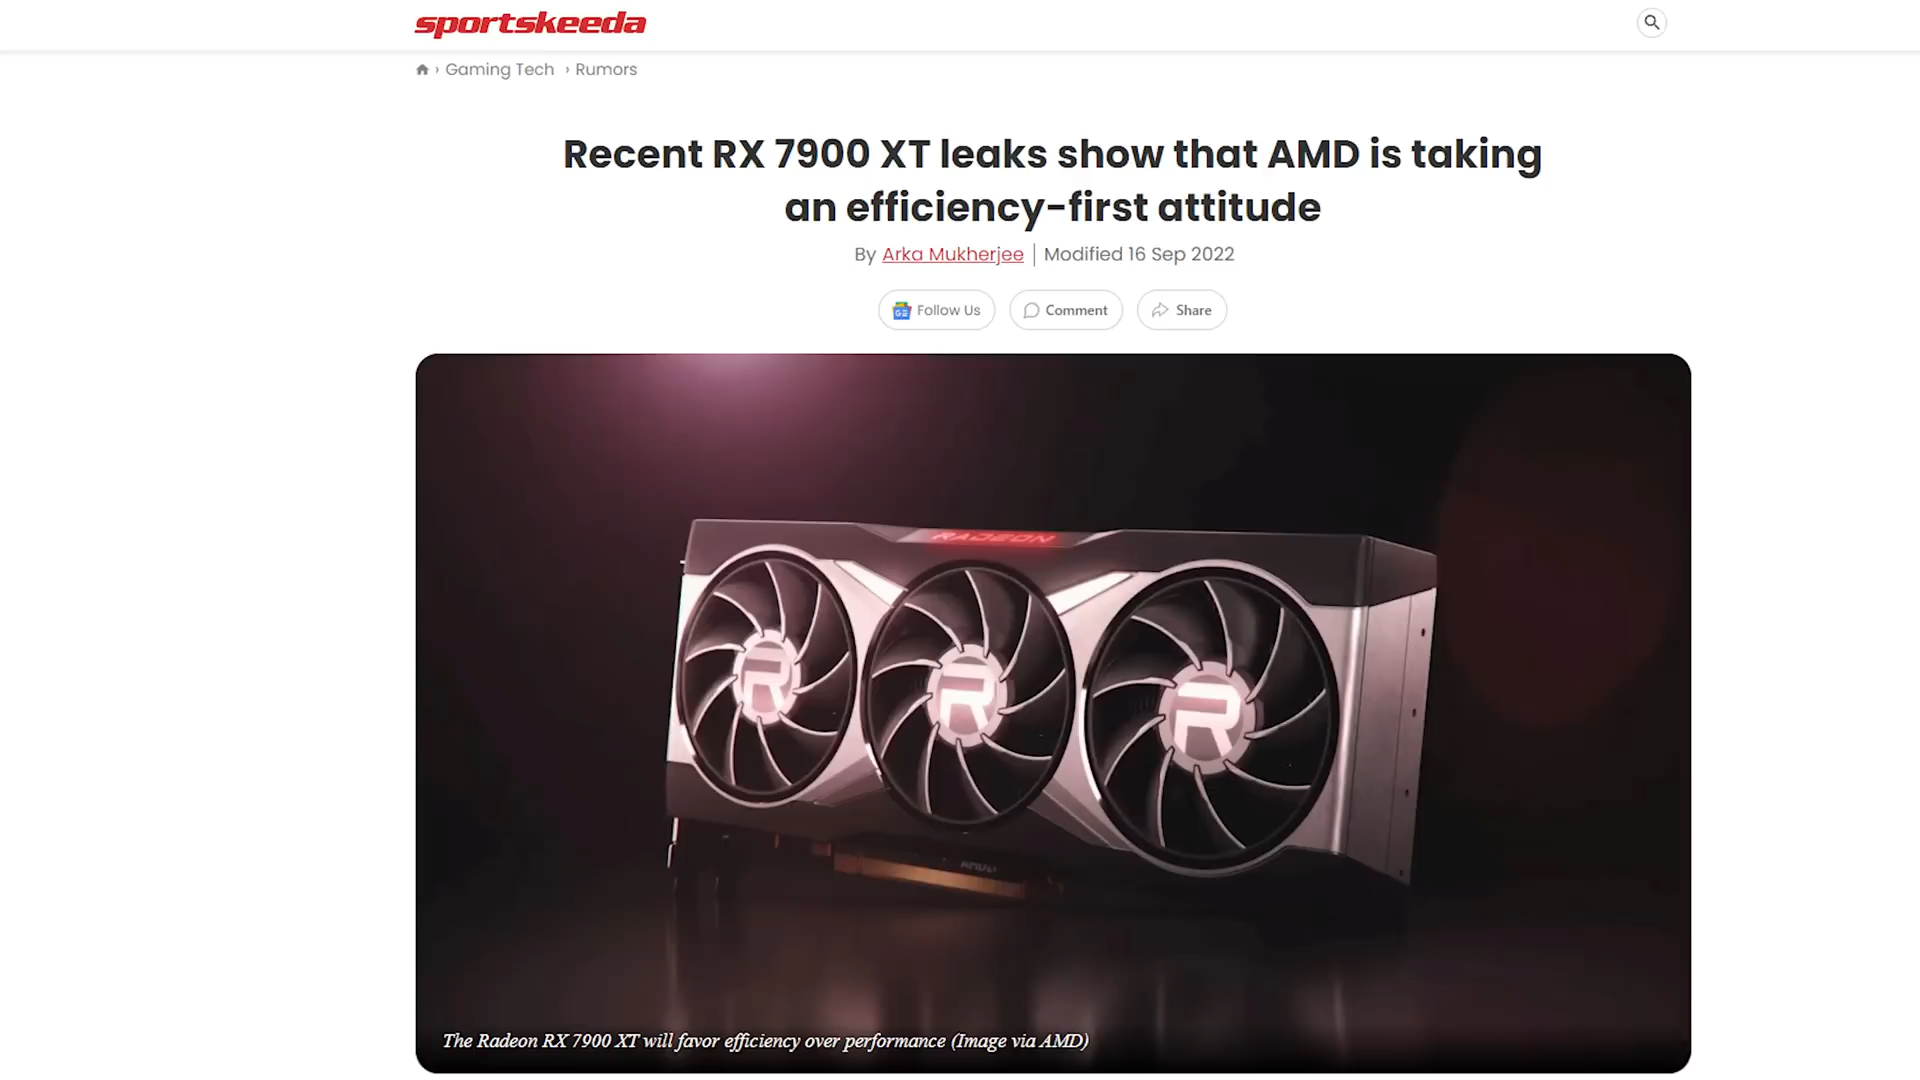 sportskeeda
Gaming Tech › Rumors
Recent RX 7900 XT leaks show that AMD is taking
an efficiency-first attitude
By Arka Mukherjee | Modified 16 Sep 2022
GE Follow Us
Comment
Share
RADEON
R R R
AMD
The Radeon RX 7900 XT will favor efficiency over performance (Image via AMD)